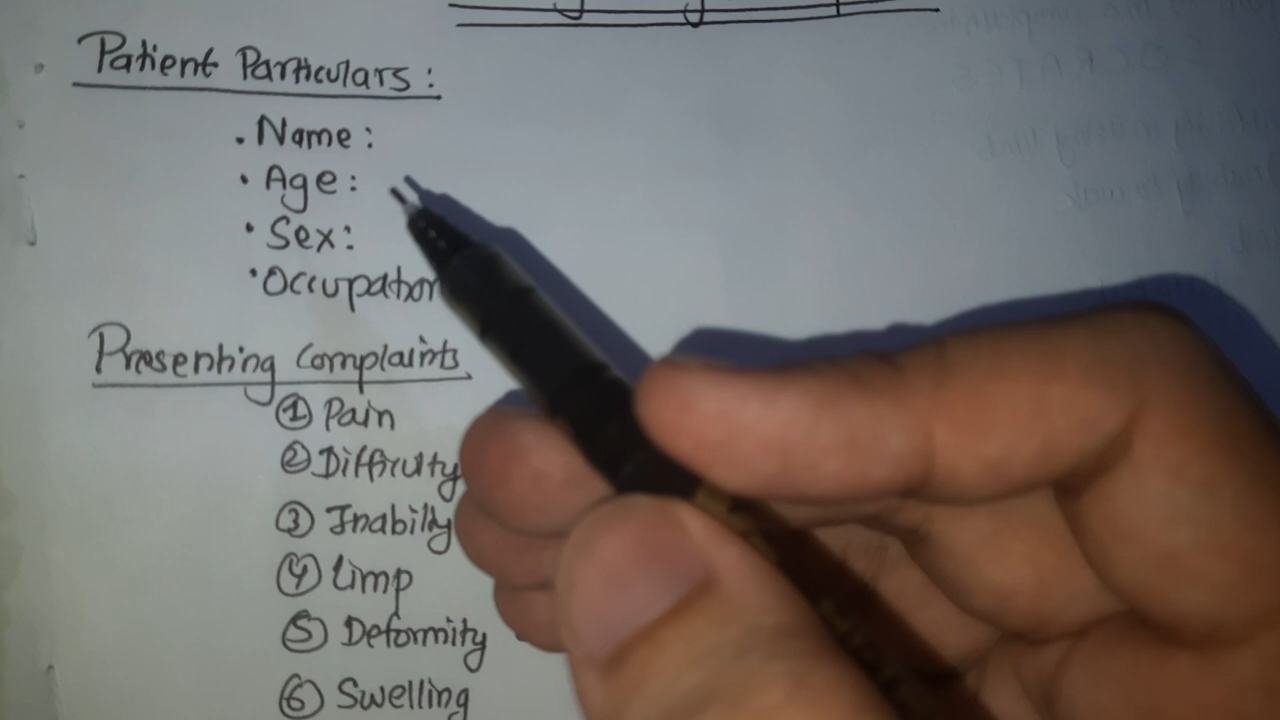 Patient Particulars:
. Name:
• Age:
• Sex:
• Occupation
Presenting Complaints
① Pain
② Difficulty
③ Inability
④ Limp
⑤ Deformity
⑥ Swelling